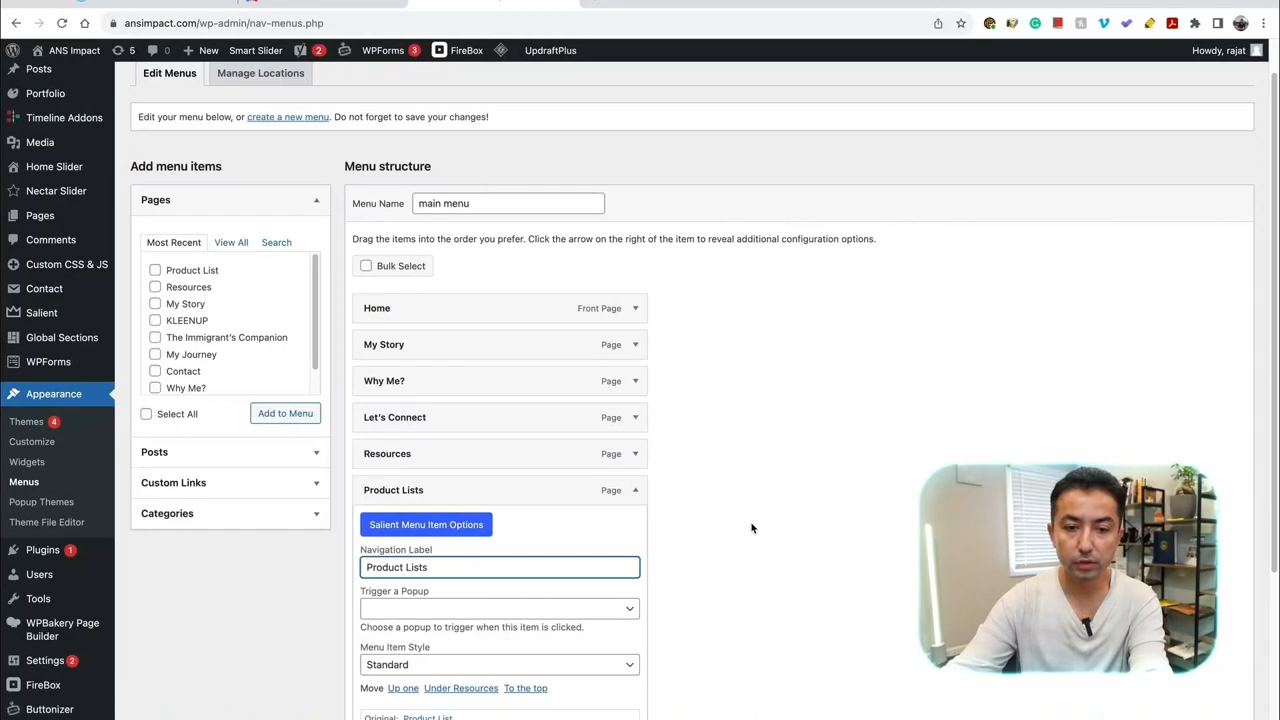 ansimpact.com/wp-admin/nav-menus.php
ANS Impact 5 0 New Smart Slider 2 WPForms 3 FireBox UpdraftPlus Howdy, rajat
Posts
Portfolio
Timeline Addons
Media
Home Slider
Nectar Slider
Pages
Comments
Custom CSS & JS
Contact
Salient
Global Sections
WPForms
Appearance
Themes 4
Customize
Widgets
Menus
Popup Themes
Theme File Editor
Plugins 1
Users
Tools
WPBakery Page
Builder
Settings 2
FireBox
Buttonizer
Edit Menus Manage Locations
Edit your menu below, or create a new menu. Do not forget to save your changes!
Add menu items
Pages
Most Recent View All Search
Product List
Resources
My Story
KLEENUP
The Immigrant's Companion
My Journey
Contact
Why Me?
Select All Add to Menu
Posts
Custom Links
Categories
Menu structure
Menu Name main menu
Drag the items into the order you prefer. Click the arrow on the right of the item to reveal additional configuration options.
Bulk Select
Home Front Page
My Story Page
Why Me? Page
Let's Connect Page
Resources Page
Product Lists Page
Salient Menu Item Options
Navigation Label
Product Lists
Trigger a Popup
Choose a popup to trigger when this item is clicked.
Menu Item Style
Standard
Move Up one Under Resources To the top
Original: Product List